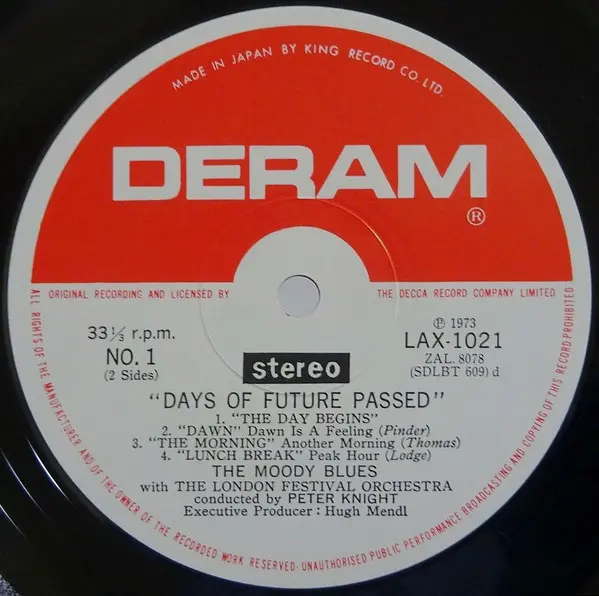 MADE IN JAPAN BY KING RECORD CO. LTD.
DERAM
®
ORIGINAL RECORDING AND LICENSED BY THE DECCA RECORD COMPANY LIMITED
33⅓ r.p.m.
NO. 1
(2 Sides)
stereo
℗ 1973
LAX-1021
ZAL. 8078
(SDLBT 609) d
"DAYS OF FUTURE PASSED"
1. "THE DAY BEGINS"
2. "DAWN" Dawn Is A Feeling (Pinder)
3. "THE MORNING" Another Morning (Thomas)
4. "LUNCH BREAK" Peak Hour (Lodge)
THE MOODY BLUES
with THE LONDON FESTIVAL ORCHESTRA
conducted by PETER KNIGHT
Executive Producer : Hugh Mendl
ALL RIGHTS OF THE MANUFACTURER AND OF THE OWNER OF THE RECORDED WORK RESERVED·UNAUTHORISED PUBLIC PERFORMANCE BROADCASTING AND COPYING OF THIS RECORD PROHIBITED